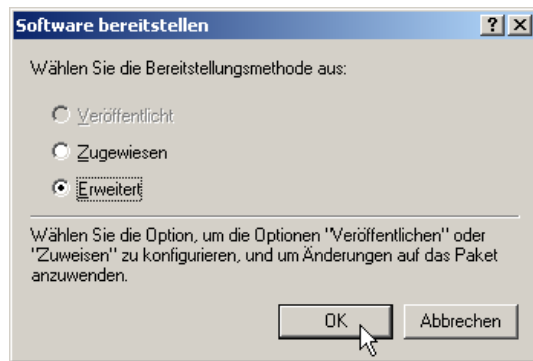 Software bereitstellen
Wählen Sie die Bereitstellungsmethode aus:
Veröffentlicht
Zugewiesen
Erweitert
Wählen Sie die Option, um die Optionen "Veröffentlichen" oder
"Zuweisen" zu konfigurieren, und um Änderungen auf das Paket
anzuwenden.
OK
Abbrechen